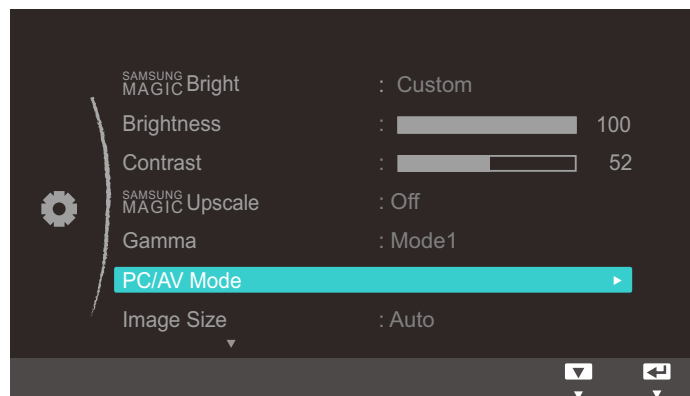 SAMSUNG MAGIC Bright : Custom
Brightness : 100
Contrast : 52
SAMSUNG MAGIC Upscale : Off
Gamma : Mode1
PC/AV Mode
Image Size : Auto